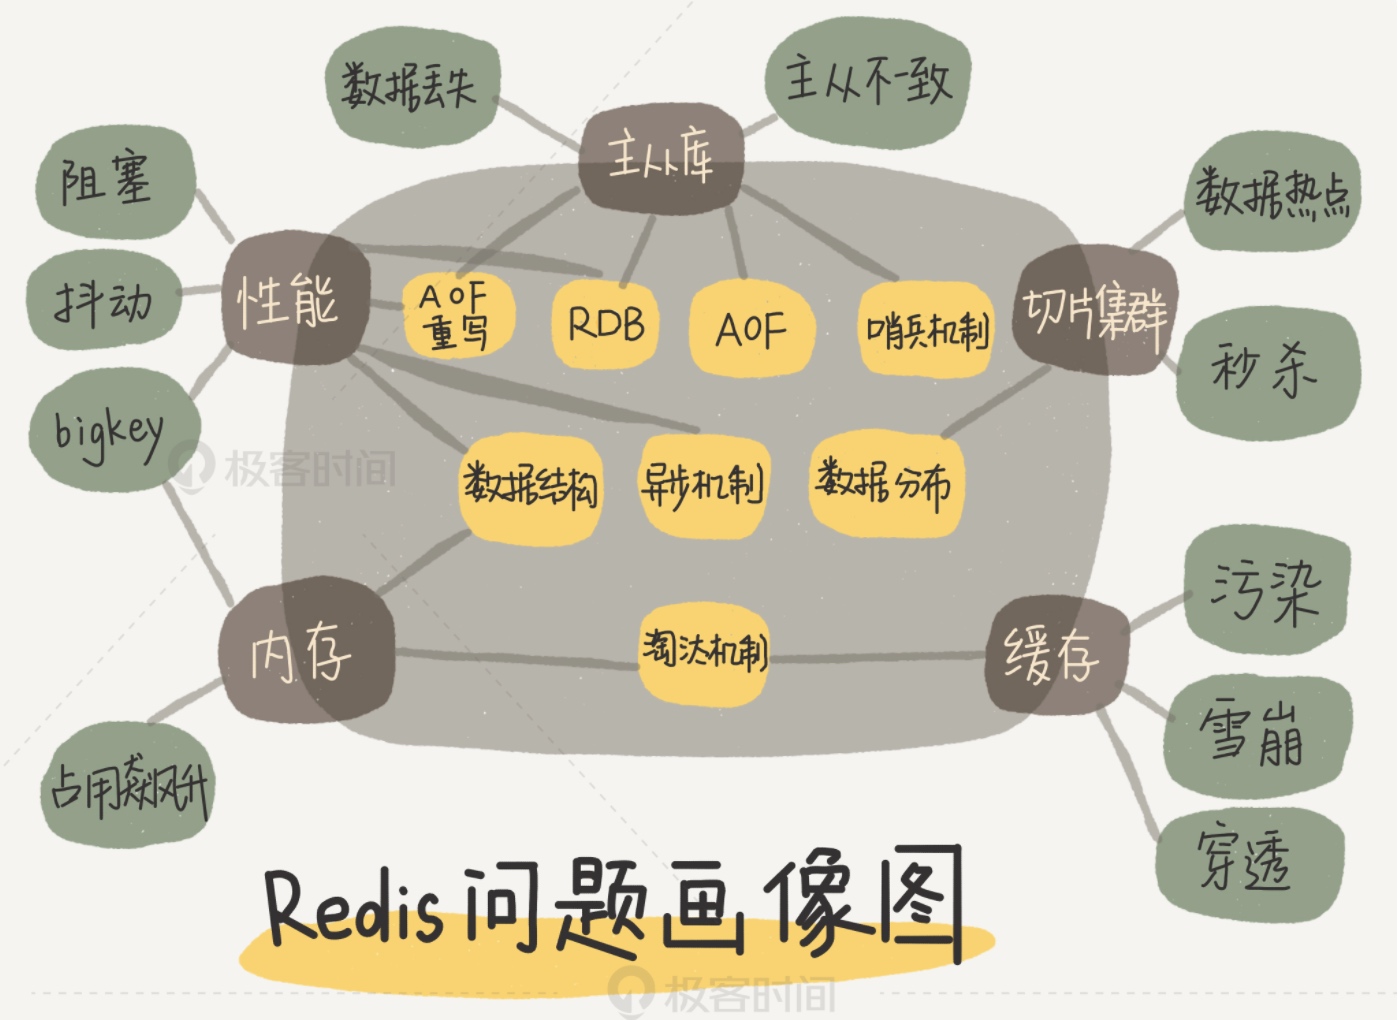 数据丢失
主从不一致
主从库
阻塞
数据热点
性能
切片集群
抖动
AOF
重写
RDB
AOF
哨兵机制
秒杀
bigkey
极客时间
数据结构
异步机制
数据分布
污染
内存
淘汰机制
缓存
雪崩
占用飙升
穿透
Redis问题画像图
极客时间